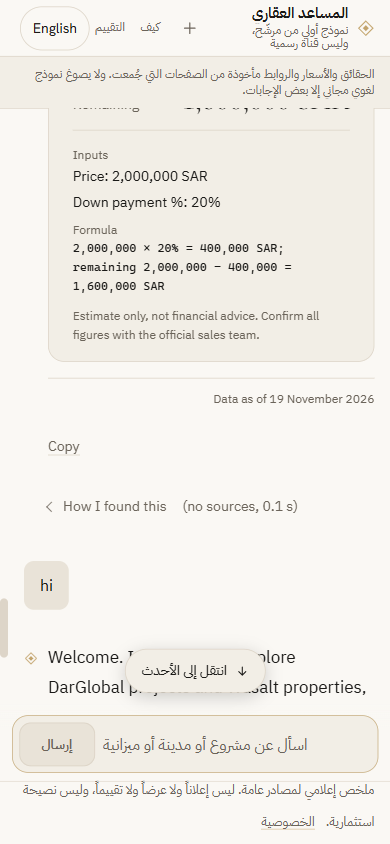 المساعد العقاري
نموذج أولي من مرشّح،
وليس قناة رسمية
+
كيف
التقييم
English
الحقائق والأسعار والروابط مأخوذة من الصفحات التي جُمعت. ولا يصوغ نموذج
لغوي مجاني إلا بعض الإجابات.
Inputs
Price: 2,000,000 SAR
Down payment %: 20%
Formula
2,000,000 × 20% = 400,000 SAR;
remaining 2,000,000 − 400,000 =
1,600,000 SAR
Estimate only, not financial advice. Confirm all
figures with the official sales team.
Data as of 19 November 2026
Copy
How I found this (no sources, 0.1 s)
hi
Welcome.
انتقل إلى الأحدث ↓
DarGlobal properties,
اسأل عن مشروع أو مدينة أو ميزانية
إرسال
ملخص إعلامي لمصادر عامة. ليس إعلاناً ولا عرضاً ولا تقييماً، وليس نصيحة
استثمارية. الخصوصية